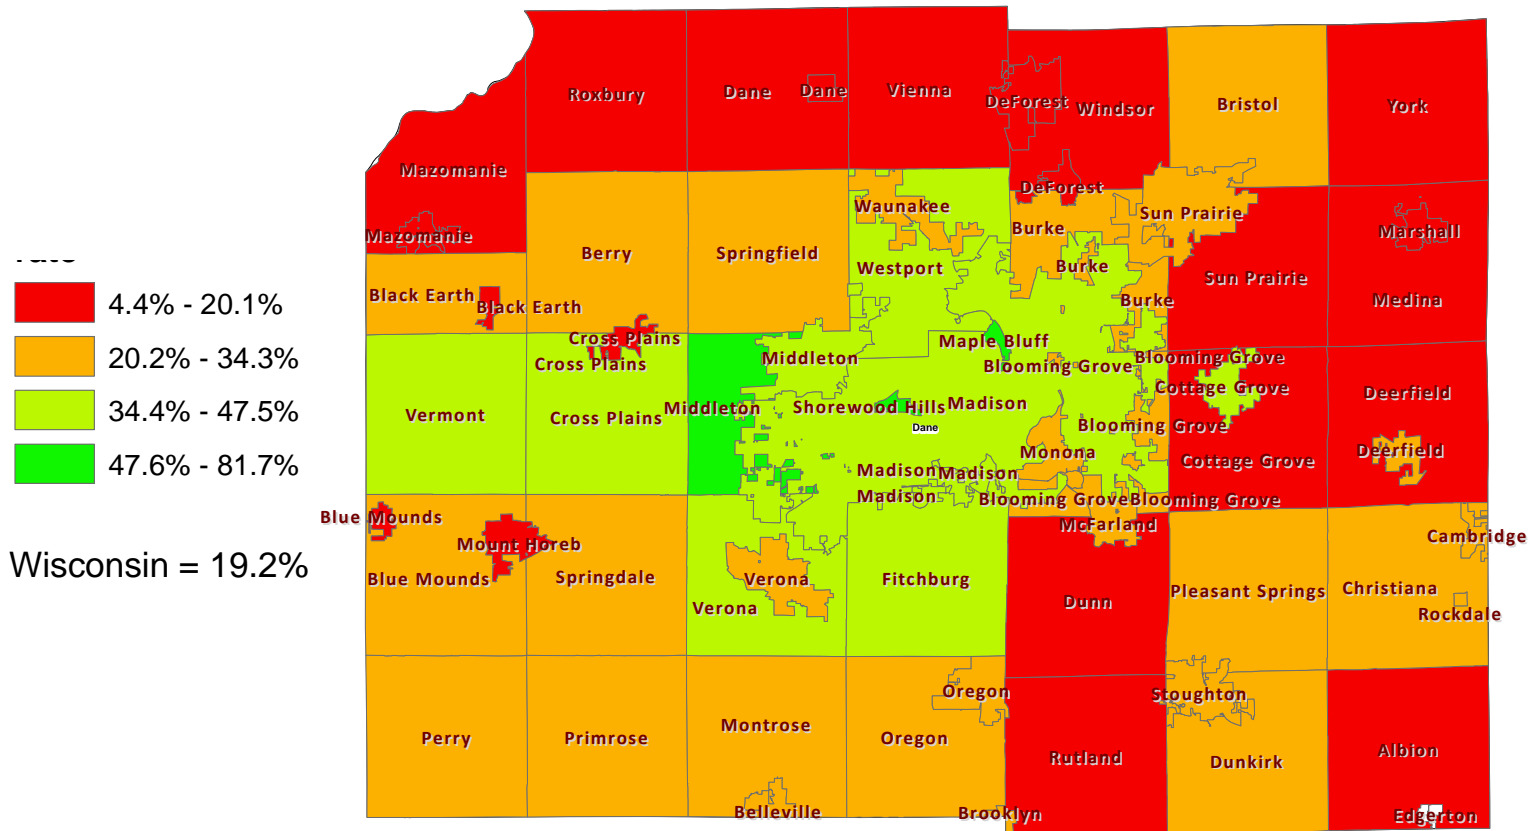 Roxbury
Dane
Dane
Vienna
DeForest
Windsor
Bristol
York
Mazomanie
DeForest
Waunakee
Sun Prairie
Burke
Marshall
Mazomanie
Berry
Springfield
Westport
Burke
Sun Prairie
Black Earth
Black Earth
Burke
Medina
4.4% - 20.1%
20.2% - 34.3%
34.4% - 47.5%
47.6% - 81.7%
Cross Plains
Cross Plains
Middleton
Maple Bluff
Blooming Grove
Blooming Grove
Cottage Grove
Deerfield
Vermont
Cross Plains
Middleton
Shorewood Hills
Madison
Dane
Blooming Grove
Monona
Madison
Madison
Cottage Grove
Deerfield
Madison
Blooming Grove
Blooming Grove
Blue Mounds
McFarland
Cambridge
Mount Horeb
Wisconsin = 19.2%
Blue Mounds
Springdale
Verona
Verona
Fitchburg
Dunn
Pleasant Springs
Christiana
Rockdale
Oregon
Stoughton
Perry
Primrose
Montrose
Oregon
Rutland
Dunkirk
Albion
Belleville
Brooklyn
Edgerton